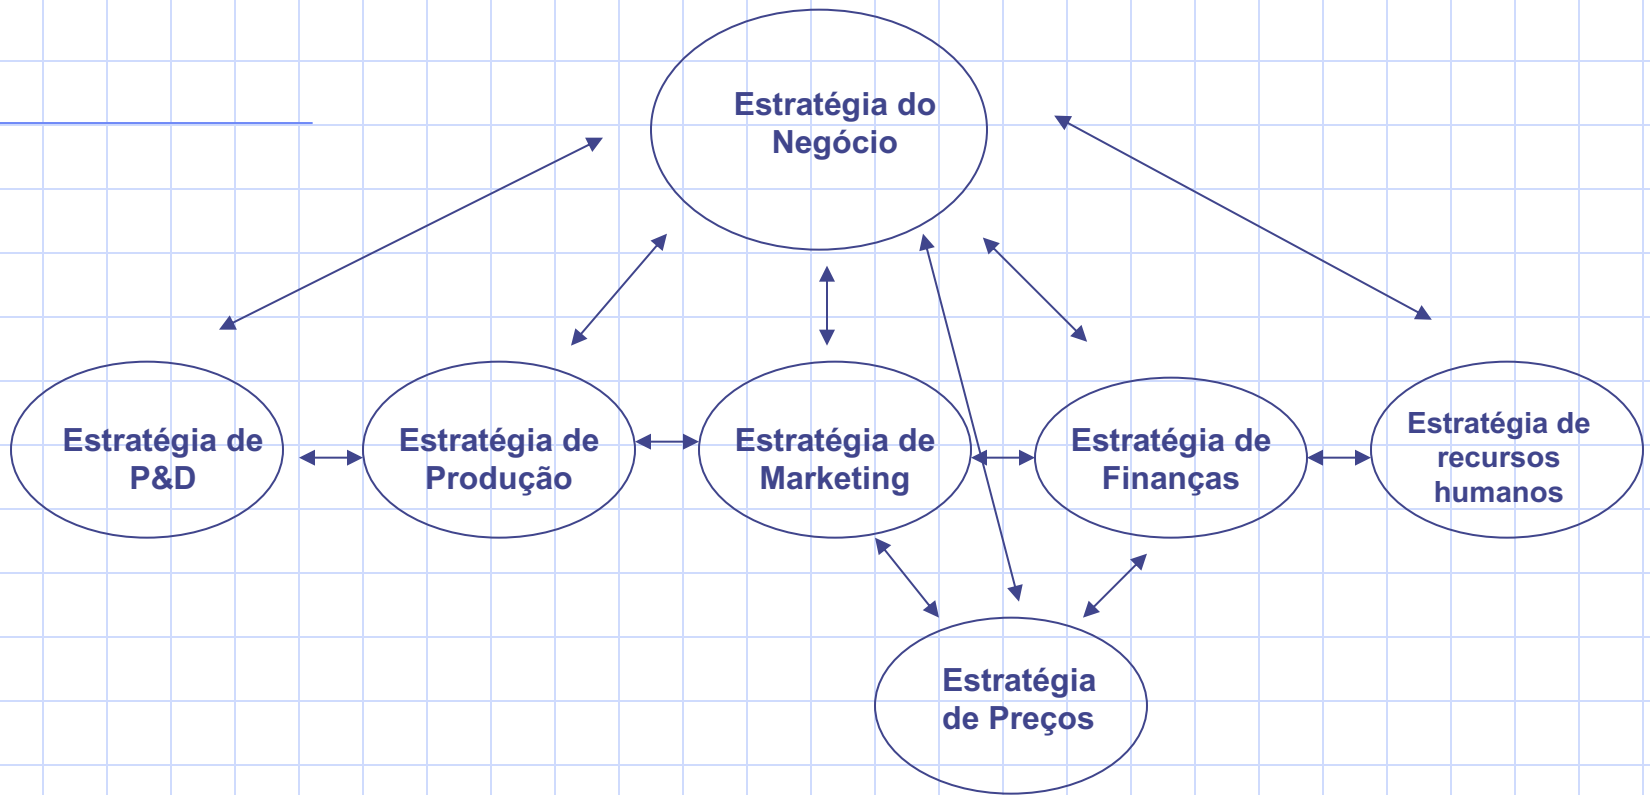 Estratégia do
Negócio
Estratégia de
P&D
Estratégia de
Produção
Estratégia de
Marketing
Estratégia de
Finanças
Estratégia de
recursos
humanos
Estratégia
de Preços